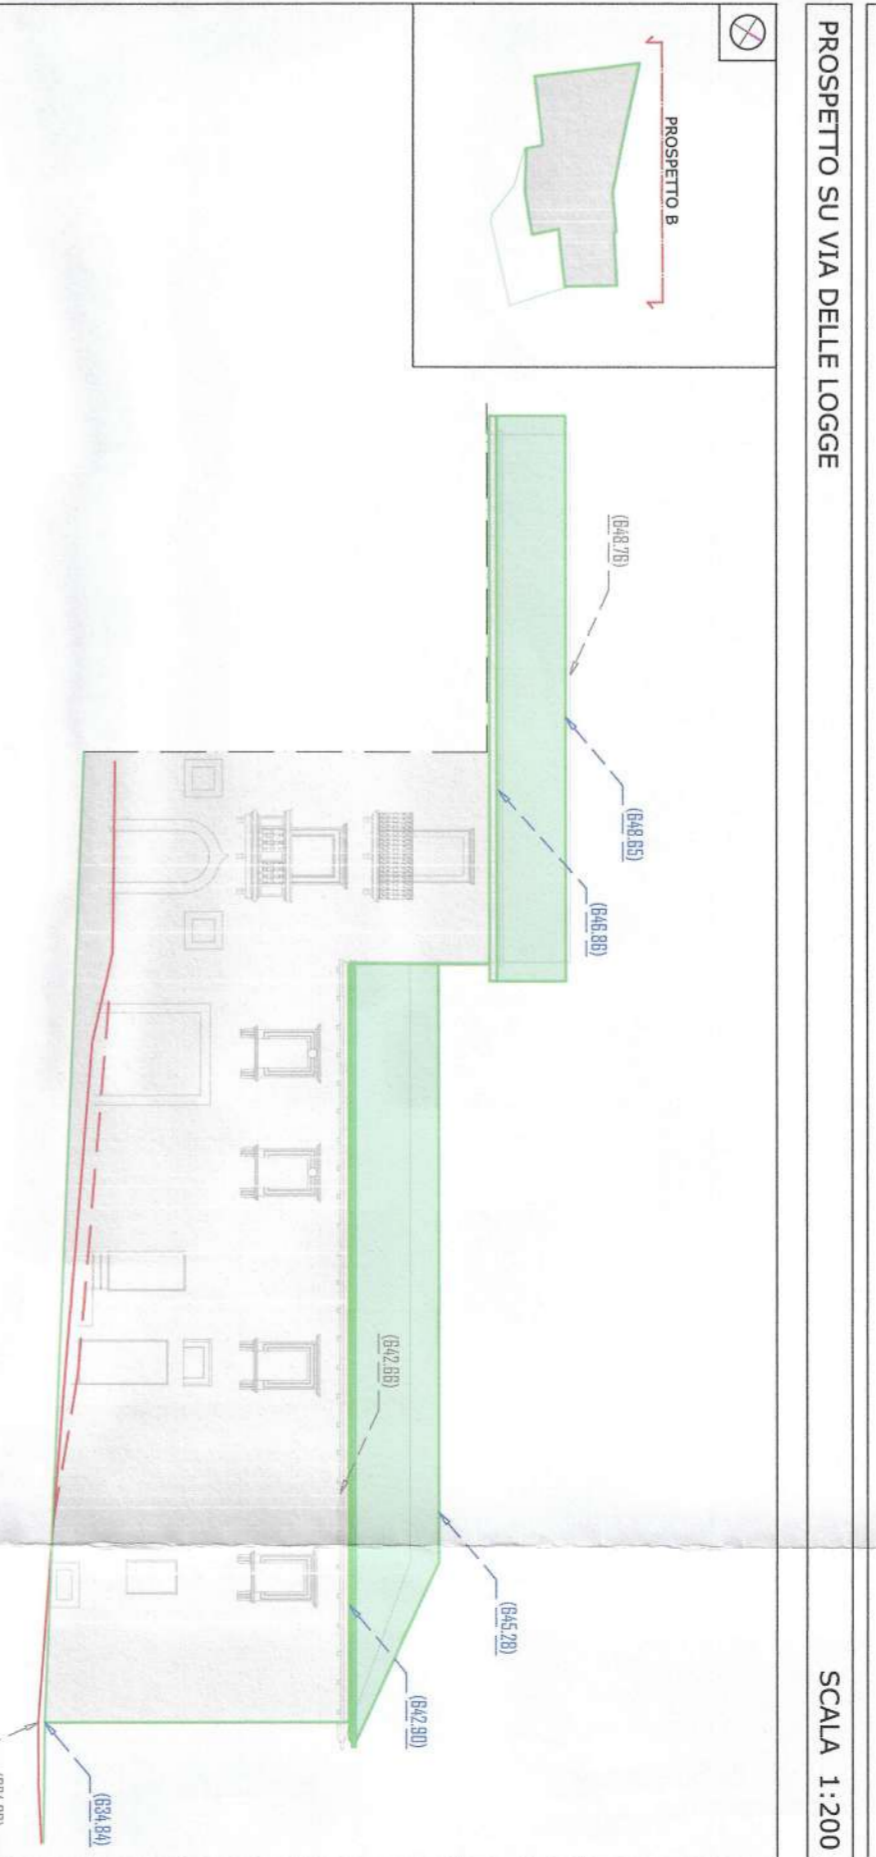 PROSPETTO SU VIA DELLE LOGGE
SCALA 1:200
PROSPETTO B
(648.76)
(648.65)
(646.86)
(642.66)
(645.28)
(642.90)
(634.84)